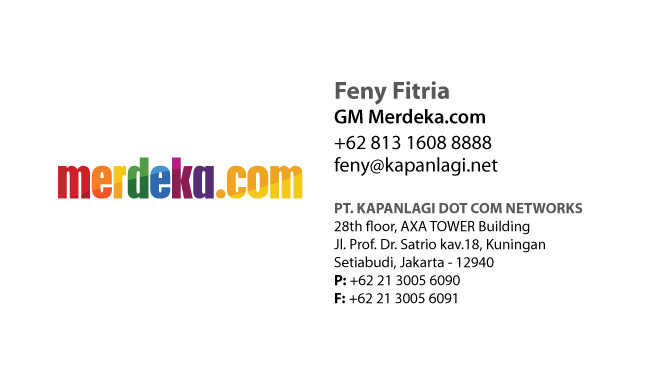 merdeka.com
Feny Fitria
GM Merdeka.com
+62 813 1608 8888
feny@kapanlagi.net
PT. KAPANLAGI DOT COM NETWORKS
28th floor, AXA TOWER Building
Jl. Prof. Dr. Satrio kav.18, Kuningan
Setiabudi, Jakarta - 12940
P: +62 21 3005 6090
F: +62 21 3005 6091